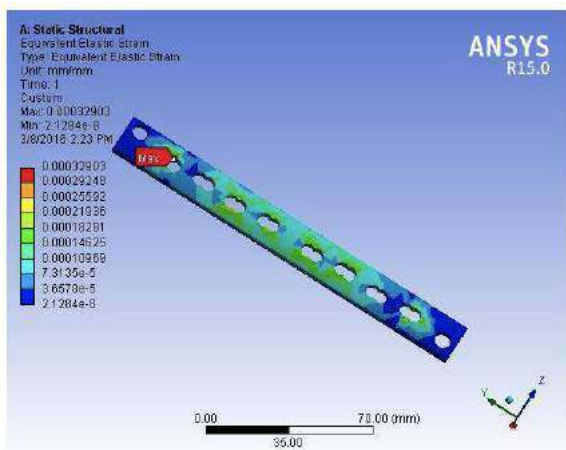 A: Static Structural
Equivalent Elastic Strain
Type: Equivalent Elastic Strain
Unit: mm/mm
Time: 1
Custom
Max: 0.00032903
Min: 2.1284e-8
3/8/2016 2:23 PM
ANSYS
R15.0
Max
0.00032903
0.00029248
0.00025592
0.00021936
0.00018281
0.00014625
0.00010969
7.3135e-5
3.6578e-5
2.1284e-8
0.00
70.00 (mm)
35.00
Y
Z